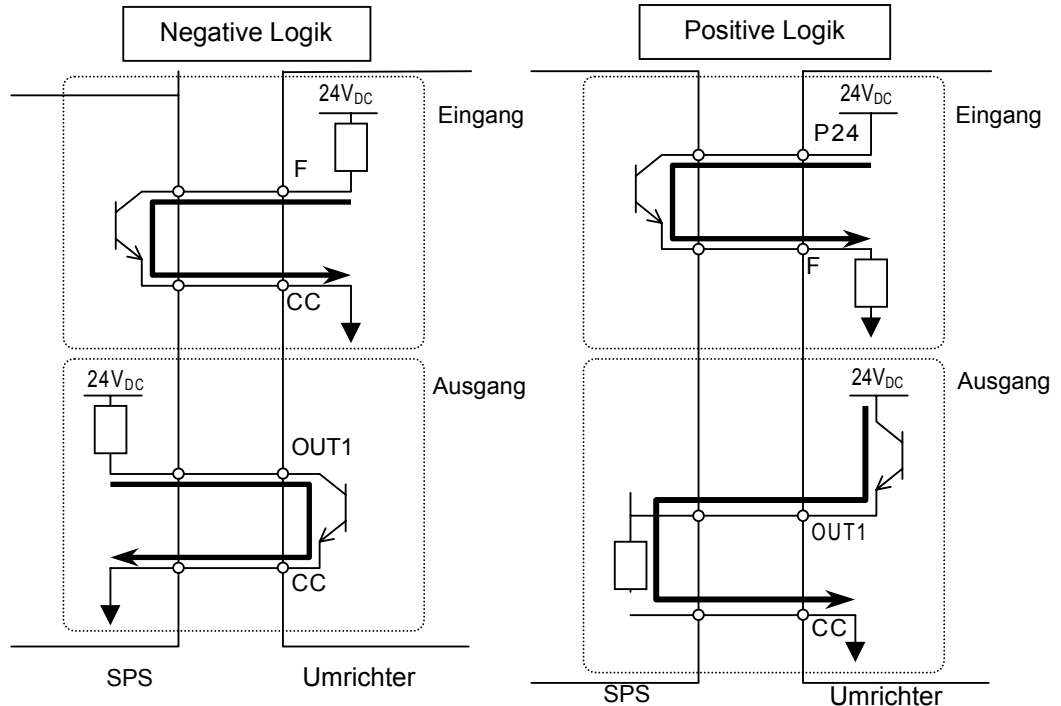 Negative Logik
24VDC
Eingang
F
CC
24VDC
Ausgang
OUT1
CC
SPS
Umrichter
Positive Logik
24VDC
Eingang
P24
F
24VDC
Ausgang
OUT1
CC
SPS
Umrichter